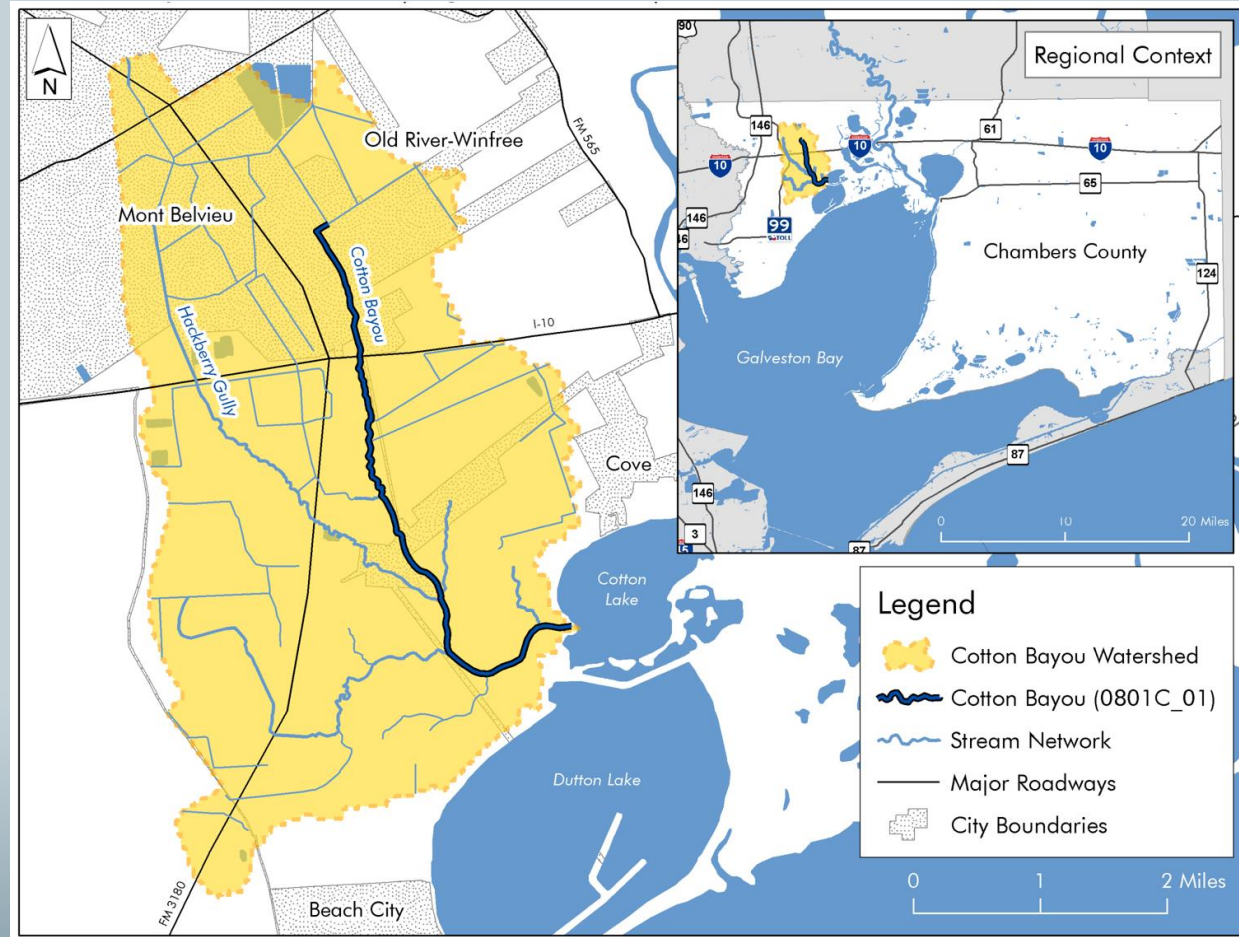 N
Old River-Winfree
FM 565
Mont Belvieu
Cotton Bayou
Hackberry Gully
I-10
Cove
Cotton
Lake
Dutton Lake
FM 3180
Beach City
0 1 2 Miles
Regional Context
90
146
10
61
10
65
146
99
TOLL
Chambers County
124
Galveston Bay
87
146
3
87
0 10 20 Miles
Legend
Cotton Bayou Watershed
Cotton Bayou (0801C_01)
Stream Network
Major Roadways
City Boundaries